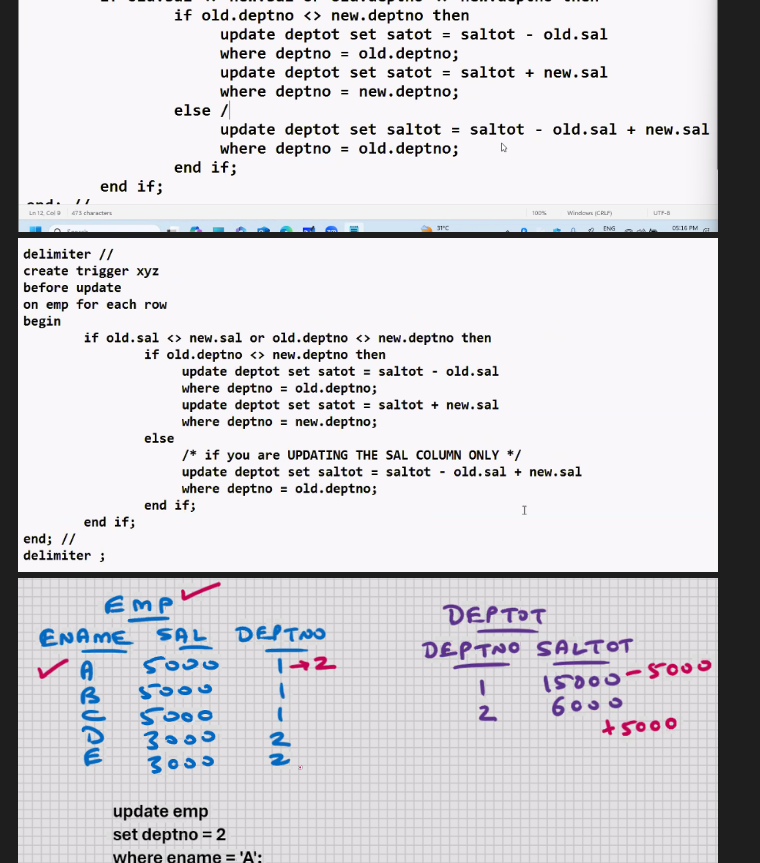 if old.deptno <> new.deptno then
update deptot set satot = saltot - old.sal
where deptno = old.deptno;
update deptot set satot = saltot + new.sal
where deptno = new.deptno;
else /
update deptot set saltot = saltot - old.sal + new.sal
where deptno = old.deptno;
end if;
end if;
end; //
Ln 12, Col 9 473 characters 100% Windows (CRLF) UTF-8
Search 31°C ENG 05:16 PM
delimiter //
create trigger xyz
before update
on emp for each row
begin
if old.sal <> new.sal or old.deptno <> new.deptno then
if old.deptno <> new.deptno then
update deptot set satot = saltot - old.sal
where deptno = old.deptno;
update deptot set satot = saltot + new.sal
where deptno = new.deptno;
else
/* if you are UPDATING THE SAL COLUMN ONLY */
update deptot set saltot = saltot - old.sal + new.sal
where deptno = old.deptno;
end if;
end if;
end; //
delimiter ;
EMP
DEPTOT
ENAME SAL DEPTNO
DEPTNO SALTOT
A 5000 1 → 2
1 15000 - 5000
B 5000 1
C 5000 1
2 6000
+ 5000
D 3000 2
E 3000 2
update emp
set deptno = 2
where ename = 'A';